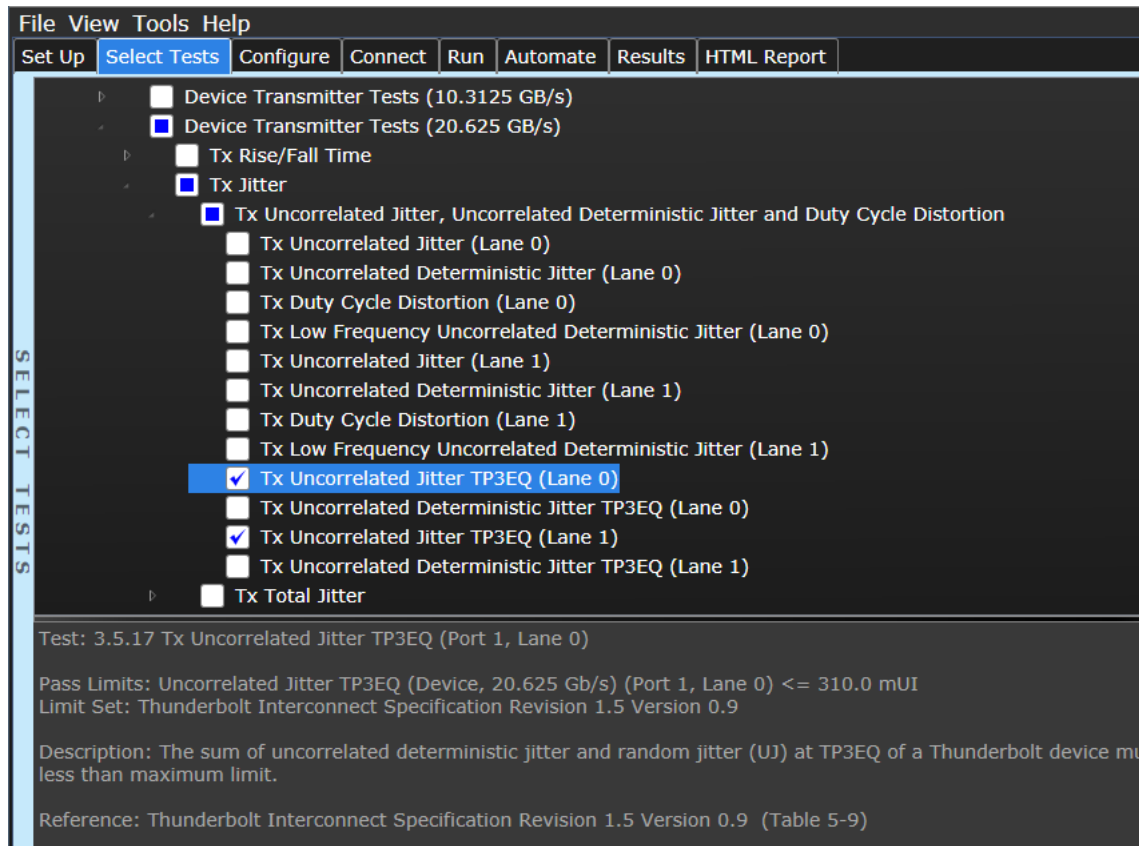 File View Tools Help
Set Up Select Tests Configure Connect Run Automate Results HTML Report
Device Transmitter Tests (10.3125 GB/s)
Device Transmitter Tests (20.625 GB/s)
Tx Rise/Fall Time
Tx Jitter
Tx Uncorrelated Jitter, Uncorrelated Deterministic Jitter and Duty Cycle Distortion
Tx Uncorrelated Jitter (Lane 0)
Tx Uncorrelated Deterministic Jitter (Lane 0)
Tx Duty Cycle Distortion (Lane 0)
Tx Low Frequency Uncorrelated Deterministic Jitter (Lane 0)
Tx Uncorrelated Jitter (Lane 1)
Tx Uncorrelated Deterministic Jitter (Lane 1)
Tx Duty Cycle Distortion (Lane 1)
Tx Low Frequency Uncorrelated Deterministic Jitter (Lane 1)
Tx Uncorrelated Jitter TP3EQ (Lane 0)
Tx Uncorrelated Deterministic Jitter TP3EQ (Lane 0)
Tx Uncorrelated Jitter TP3EQ (Lane 1)
Tx Uncorrelated Deterministic Jitter TP3EQ (Lane 1)
Tx Total Jitter
SELECT TESTS
Test: 3.5.17 Tx Uncorrelated Jitter TP3EQ (Port 1, Lane 0)
Pass Limits: Uncorrelated Jitter TP3EQ (Device, 20.625 Gb/s) (Port 1, Lane 0) <= 310.0 mUI
Limit Set: Thunderbolt Interconnect Specification Revision 1.5 Version 0.9
Description: The sum of uncorrelated deterministic jitter and random jitter (UJ) at TP3EQ of a Thunderbolt device mu
less than maximum limit.
Reference: Thunderbolt Interconnect Specification Revision 1.5 Version 0.9 (Table 5-9)